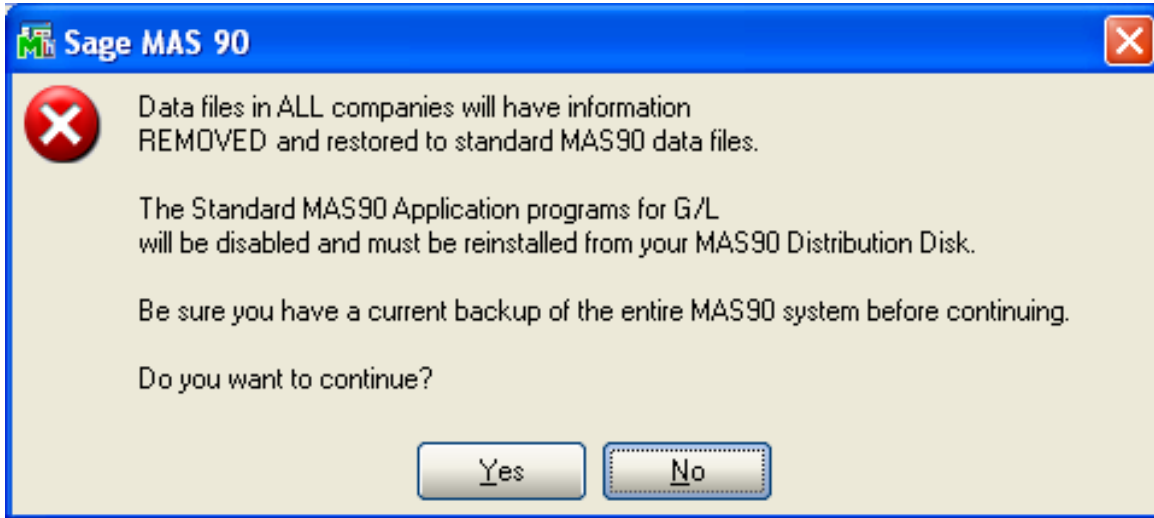 Sage MAS 90
Data files in ALL companies will have information
REMOVED and restored to standard MAS90 data files.
The Standard MAS90 Application programs for G/L
will be disabled and must be reinstalled from your MAS90 Distribution Disk.
Be sure you have a current backup of the entire MAS90 system before continuing.
Do you want to continue?
Yes No